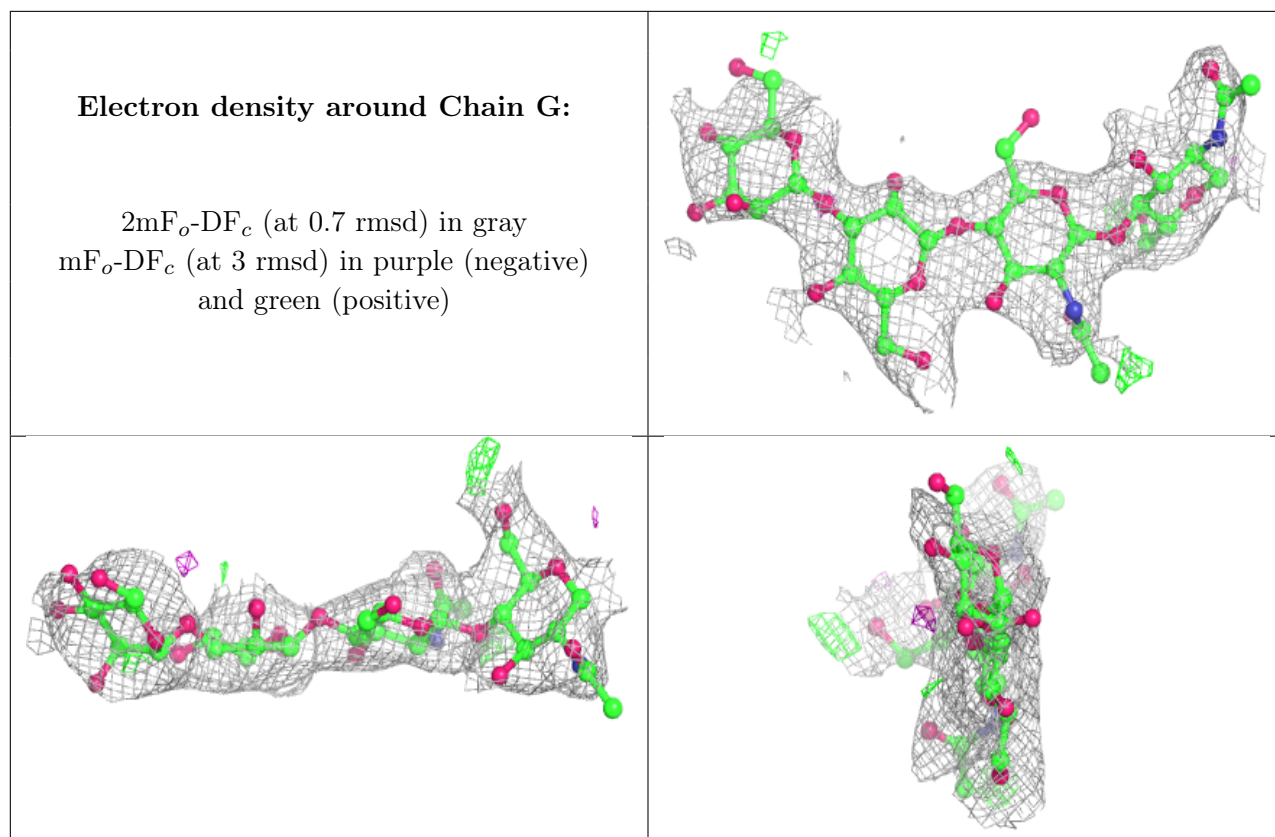 Electron density around Chain G:
2mFo-DFc (at 0.7 rmsd) in gray
mFo-DFc (at 3 rmsd) in purple (negative)
and green (positive)